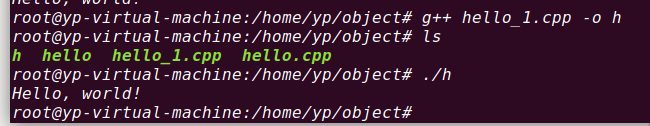 Hello, world!
root@yp-virtual-machine:/home/yp/object# g++ hello_1.cpp -o h
root@yp-virtual-machine:/home/yp/object# ls
h  hello  hello_1.cpp  hello.cpp
root@yp-virtual-machine:/home/yp/object# ./h
Hello, world!
root@yp-virtual-machine:/home/yp/object#